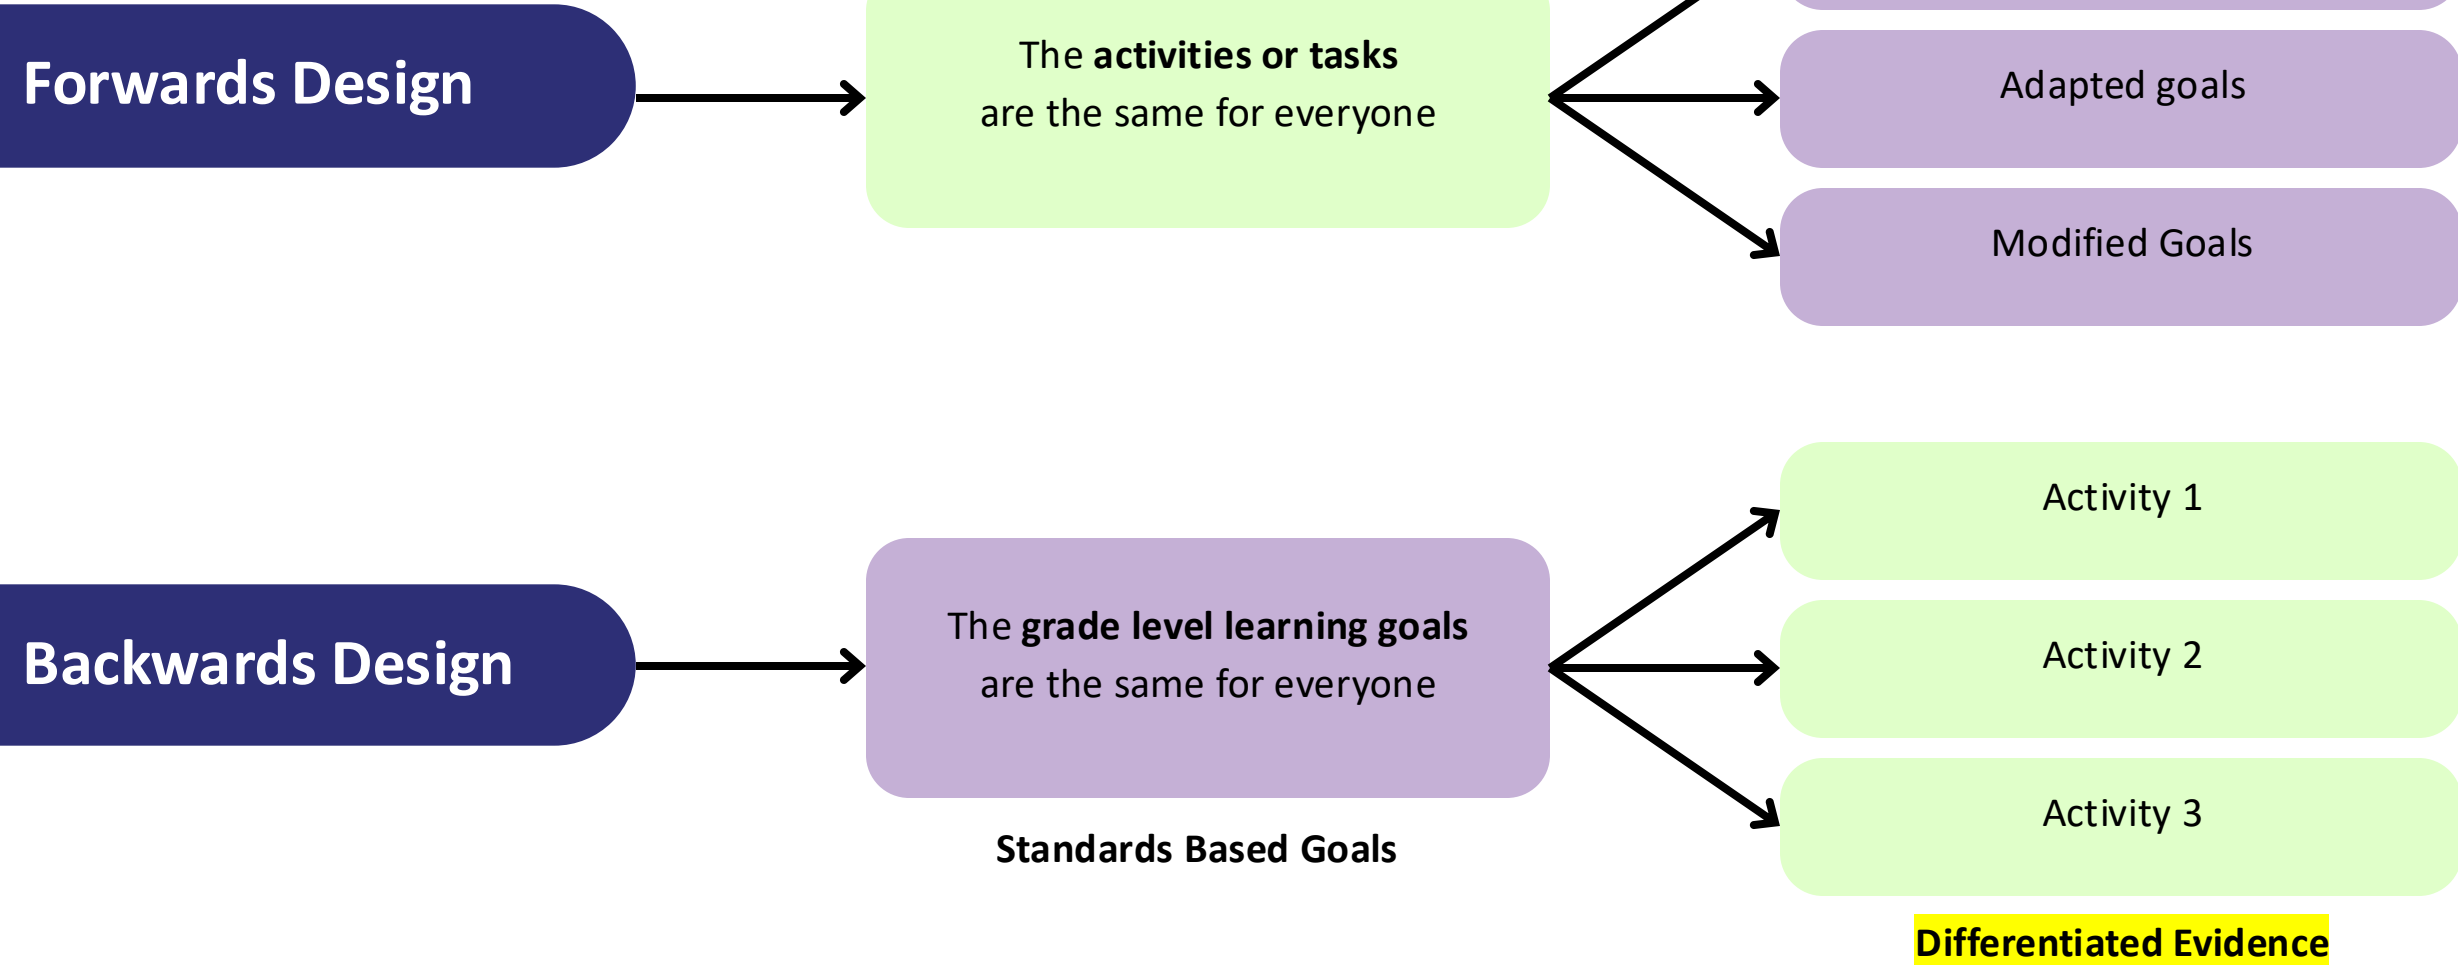 Forwards Design
The activities or tasks
are the same for everyone
Adapted goals
Modified Goals
Backwards Design
The grade level learning goals
are the same for everyone
Standards Based Goals
Activity 1
Activity 2
Activity 3
Differentiated Evidence